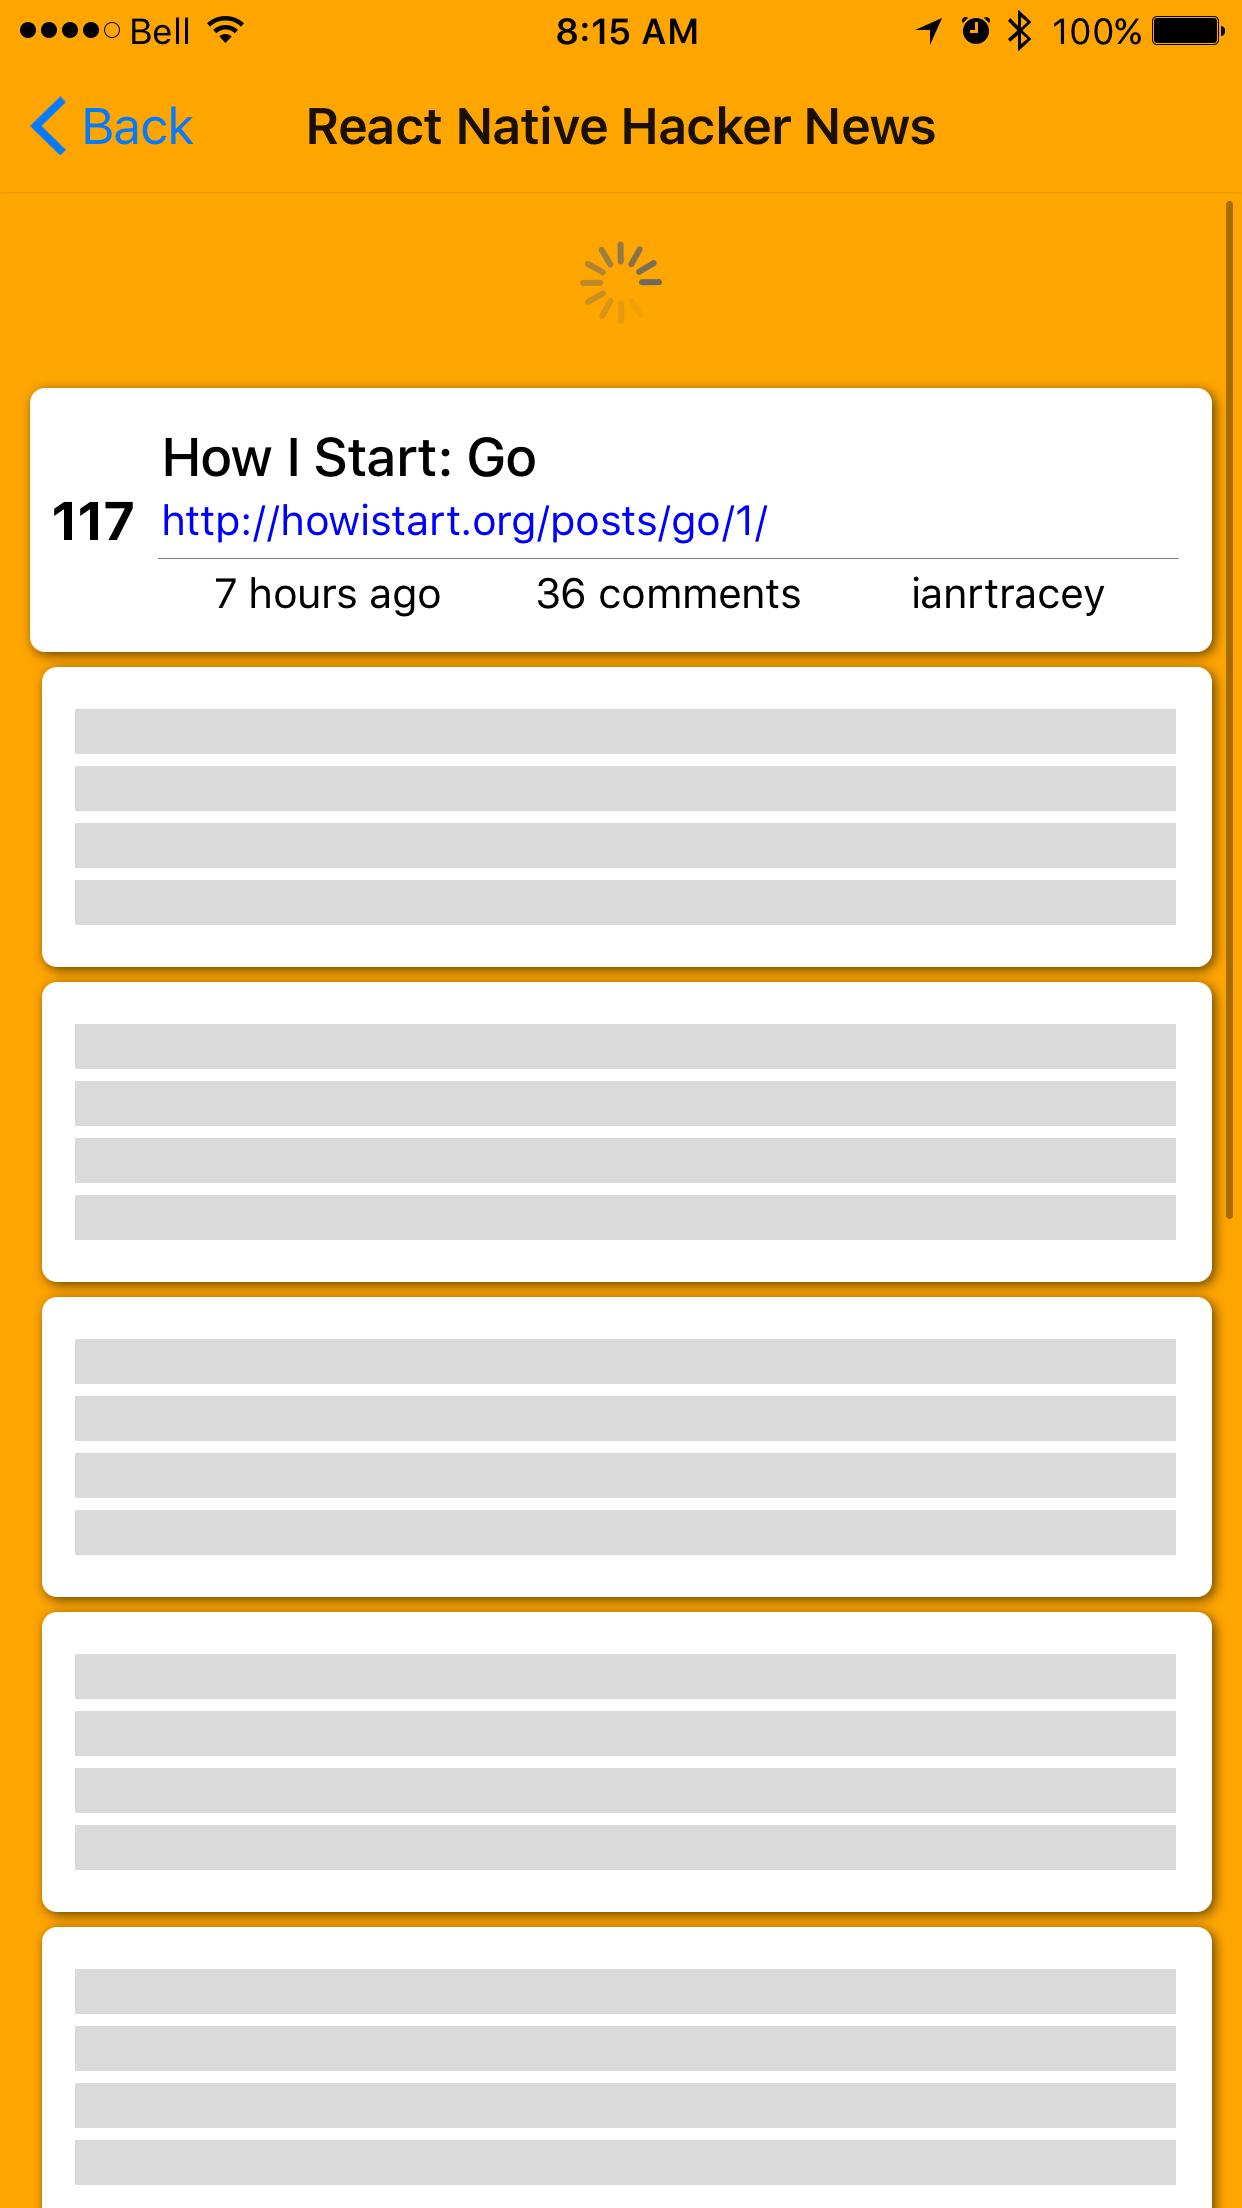 Bell 8:15 AM 100%
Back React Native Hacker News
How I Start: Go
117 http://howistart.org/posts/go/1/
7 hours ago 36 comments ianrtracey